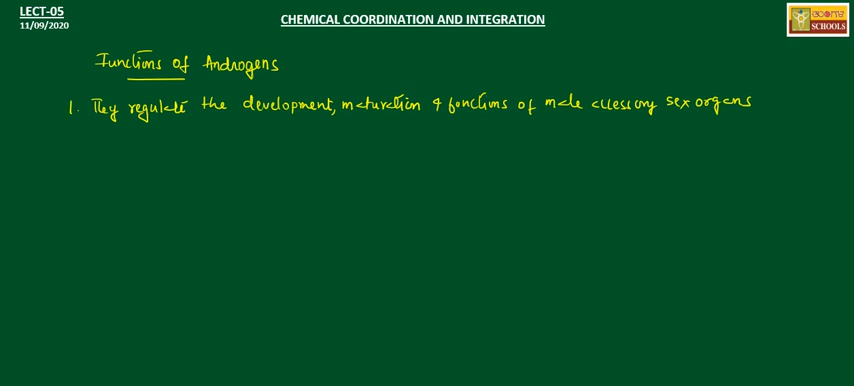 LECT-05
11/09/2020
CHEMICAL COORDINATION AND INTEGRATION
SCHOOLS
Functions of Androgens
1. They regulate the development, maturation & functions of male accessory sex organs